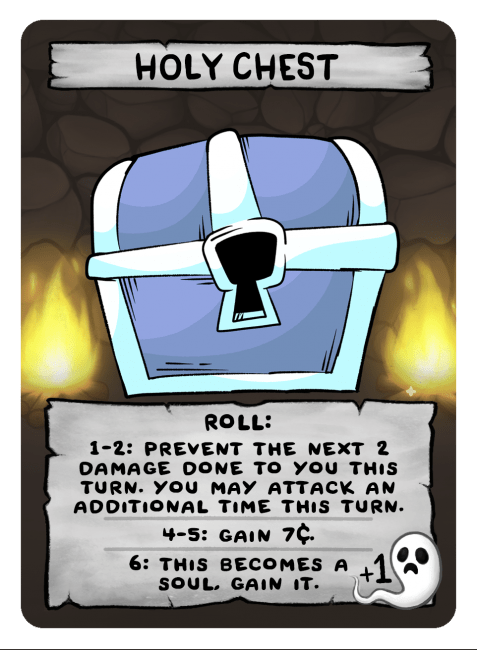 HOLY CHEST
ROLL:
1-2: PREVENT THE NEXT 2
DAMAGE DONE TO YOU THIS
TURN. YOU MAY ATTACK AN
ADDITIONAL TIME THIS TURN.
4-5: GAIN 7¢.
6: THIS BECOMES A
SOUL. GAIN IT.
+1